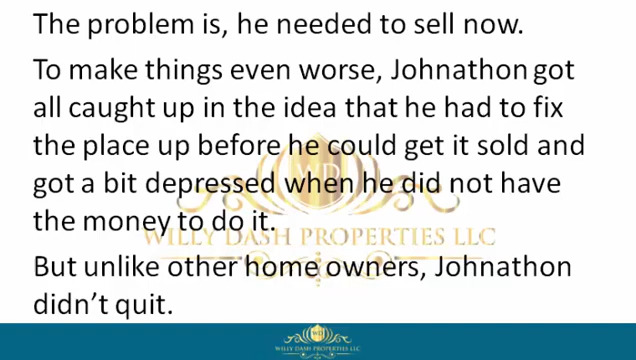 The problem is, he needed to sell now.
To make things even worse, Johnathon got
all caught up in the idea that he had to fix
the place up before he could get it sold and
got a bit depressed when he did not have
the money to do it.
WILLY DASH PROPERTIES LLC
But unlike other home owners, Johnathon
didn't quit.
WILLY DASH PROPERTIES LLC